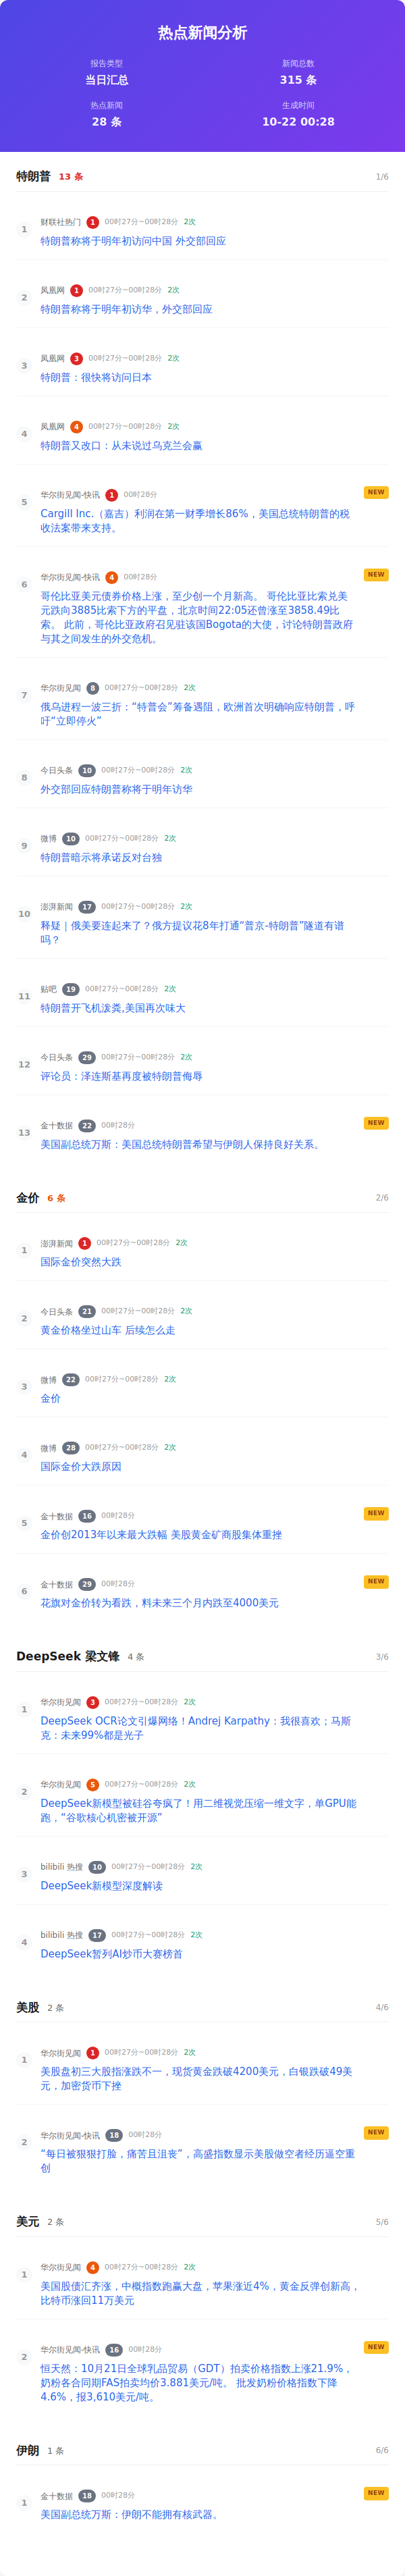 热点新闻分析
报告类型
当日汇总
新闻总数
315 条
热点新闻
28 条
生成时间
10-22 00:28
特朗普 13 条 1/6
1
财联社热门 1 00时27分~00时28分 2次
特朗普称将于明年初访问中国 外交部回应
2
凤凰网 1 00时27分~00时28分 2次
特朗普称将于明年初访华，外交部回应
3
凤凰网 3 00时27分~00时28分 2次
特朗普：很快将访问日本
4
凤凰网 4 00时27分~00时28分 2次
特朗普又改口：从未说过乌克兰会赢
5
华尔街见闻-快讯 1 00时28分 NEW
Cargill Inc.（嘉吉）利润在第一财季增长86%，美国总统特朗普的税
收法案带来支持。
6
华尔街见闻-快讯 4 00时28分 NEW
哥伦比亚美元债券价格上涨，至少创一个月新高。 哥伦比亚比索兑美
元跌向3885比索下方的平盘，北京时间22:05还曾涨至3858.49比
索。 此前，哥伦比亚政府召见驻该国Bogota的大使，讨论特朗普政府
与其之间发生的外交危机。
7
华尔街见闻 8 00时27分~00时28分 2次
俄乌进程一波三折：“特普会”筹备遇阻，欧洲首次明确响应特朗普，呼
吁“立即停火”
8
今日头条 10 00时27分~00时28分 2次
外交部回应特朗普称将于明年访华
9
微博 10 00时27分~00时28分 2次
特朗普暗示将承诺反对台独
10
澎湃新闻 17 00时27分~00时28分 2次
释疑｜俄美要连起来了？俄方提议花8年打通“普京-特朗普”隧道有谱
吗？
11
贴吧 19 00时27分~00时28分 2次
特朗普开飞机泼粪,美国再次味大
12
今日头条 29 00时27分~00时28分 2次
评论员：泽连斯基再度被特朗普侮辱
13
金十数据 22 00时28分 NEW
美国副总统万斯：美国总统特朗普希望与伊朗人保持良好关系。
金价 6 条 2/6
1
澎湃新闻 1 00时27分~00时28分 2次
国际金价突然大跌
2
今日头条 21 00时27分~00时28分 2次
黄金价格坐过山车 后续怎么走
3
微博 22 00时27分~00时28分 2次
金价
4
微博 28 00时27分~00时28分 2次
国际金价大跌原因
5
金十数据 16 00时28分 NEW
金价创2013年以来最大跌幅 美股黄金矿商股集体重挫
6
金十数据 29 00时28分 NEW
花旗对金价转为看跌，料未来三个月内跌至4000美元
DeepSeek 梁文锋 4 条 3/6
1
华尔街见闻 3 00时27分~00时28分 2次
DeepSeek OCR论文引爆网络！Andrej Karpathy：我很喜欢；马斯
克：未来99%都是光子
2
华尔街见闻 5 00时27分~00时28分 2次
DeepSeek新模型被硅谷夸疯了！用二维视觉压缩一维文字，单GPU能
跑，“谷歌核心机密被开源”
3
bilibili 热搜 10 00时27分~00时28分 2次
DeepSeek新模型深度解读
4
bilibili 热搜 17 00时27分~00时28分 2次
DeepSeek暂列AI炒币大赛榜首
美股 2 条 4/6
1
华尔街见闻 1 00时27分~00时28分 2次
美股盘初三大股指涨跌不一，现货黄金跌破4200美元，白银跌破49美
元，加密货币下挫
2
华尔街见闻-快讯 18 00时28分 NEW
“每日被狠狠打脸，痛苦且沮丧”，高盛指数显示美股做空者经历逼空重
创
美元 2 条 5/6
1
华尔街见闻 4 00时27分~00时28分 2次
美国股债汇齐涨，中概指数跑赢大盘，苹果涨近4%，黄金反弹创新高，
比特币涨回11万美元
2
华尔街见闻-快讯 16 00时28分 NEW
恒天然：10月21日全球乳品贸易（GDT）拍卖价格指数上涨21.9%，
奶粉各合同期FAS拍卖均价3.881美元/吨。 批发奶粉价格指数下降
4.6%，报3,610美元/吨。
伊朗 1 条 6/6
1
金十数据 18 00时28分 NEW
美国副总统万斯：伊朗不能拥有核武器。